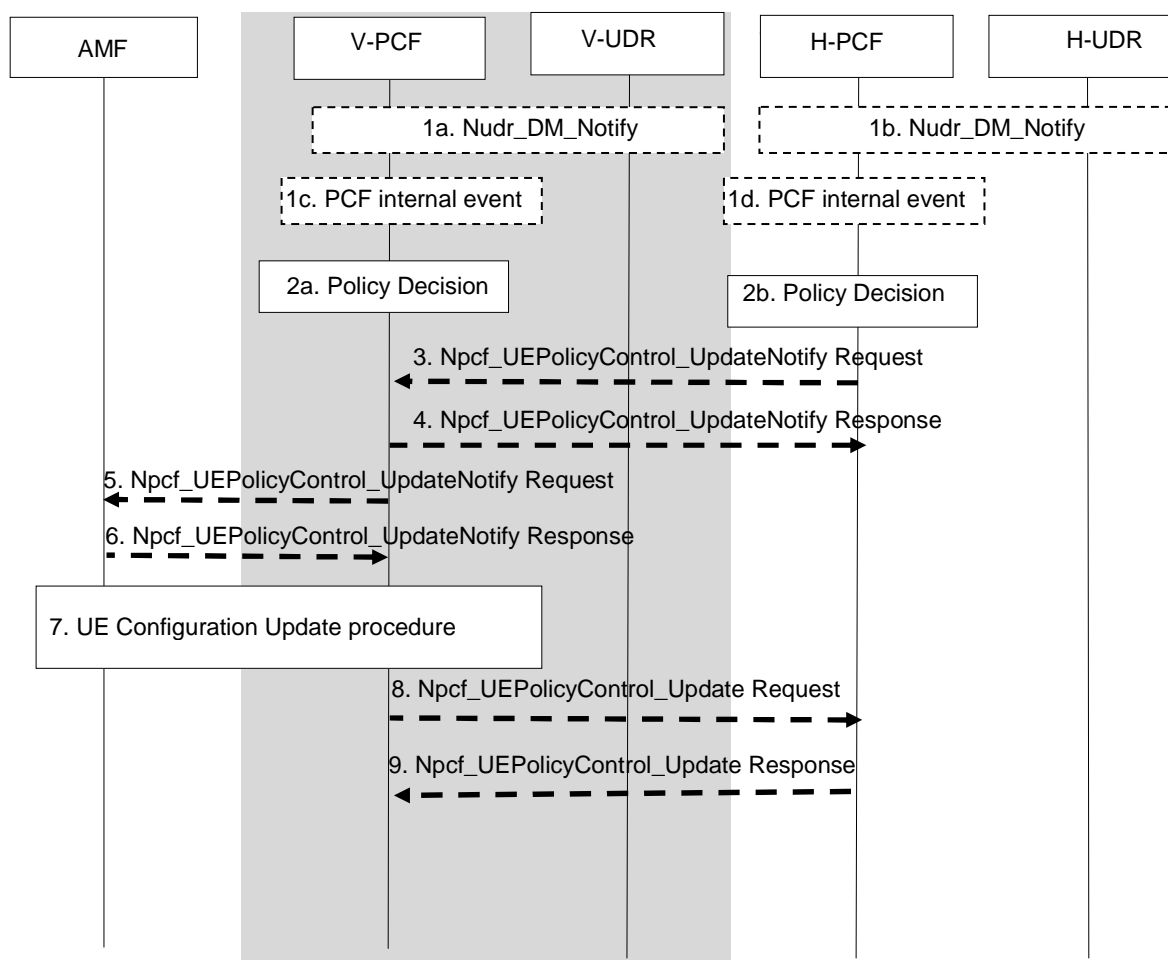 AMF
V-PCF
V-UDR
H-PCF
H-UDR
1a. Nudr_DM_Notify
1b. Nudr_DM_Notify
1c. PCF internal event
1d. PCF internal event
2a. Policy Decision
2b. Policy Decision
3. Npcf_UEPolicyControl_UpdateNotify Request
4. Npcf_UEPolicyControl_UpdateNotify Response
5. Npcf_UEPolicyControl_UpdateNotify Request
6. Npcf_UEPolicyControl_UpdateNotify Response
7. UE Configuration Update procedure
8. Npcf_UEPolicyControl_Update Request
9. Npcf_UEPolicyControl_Update Response